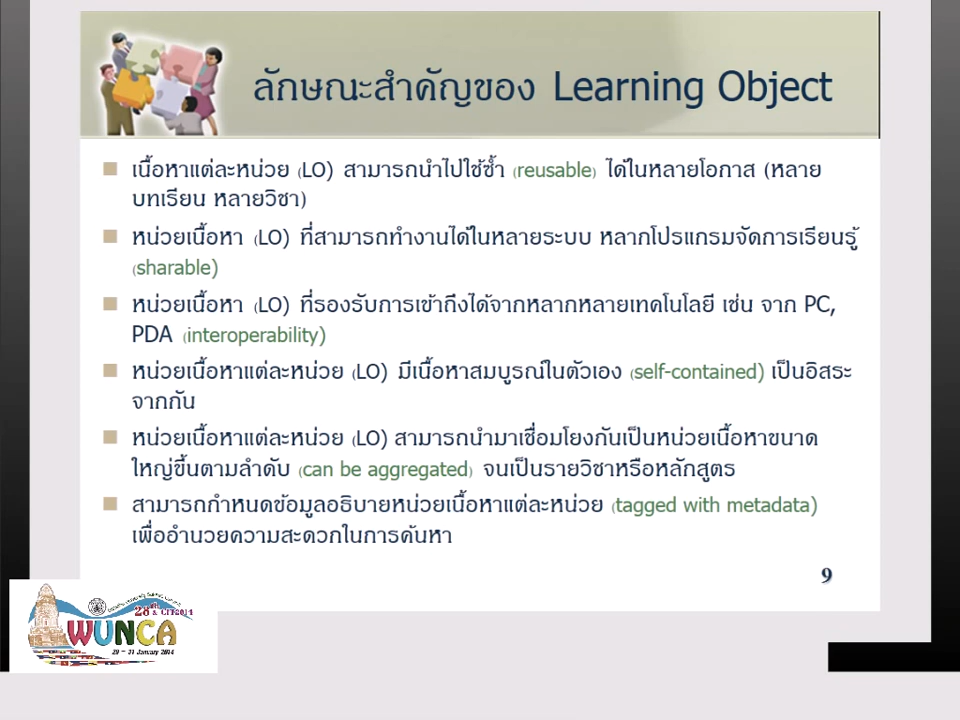 ลักษณะสำคัญของ Learning Object
เนื้อหาแต่ละหน่วย (LO) สามารถนำไปใช้ซ้ำ (reusable) ได้ในหลายโอกาส (หลาย
บทเรียน หลายวิชา)
หน่วยเนื้อหา (LO) ที่สามารถทำงานได้ในหลายระบบ หลากโปรแกรมจัดการเรียนรู้
(sharable)
หน่วยเนื้อหา (LO) ที่รองรับการเข้าถึงได้จากหลากหลายเทคโนโลยี เช่น จาก PC,
PDA (interoperability)
หน่วยเนื้อหาแต่ละหน่วย (LO) มีเนื้อหาสมบูรณ์ในตัวเอง (self-contained) เป็นอิสระ
จากกัน
หน่วยเนื้อหาแต่ละหน่วย (LO) สามารถนำมาเชื่อมโยงกันเป็นหน่วยเนื้อหาขนาด
ใหญ่ขึ้นตามลำดับ (can be aggregated) จนเป็นรายวิชาหรือหลักสูตร
สามารถกำหนดข้อมูลอธิบายหน่วยเนื้อหาแต่ละหน่วย (tagged with metadata)
เพื่ออำนวยความสะดวกในการค้นหา
9
28th & CIT2014
WUNCA
29 - 31 January 2014